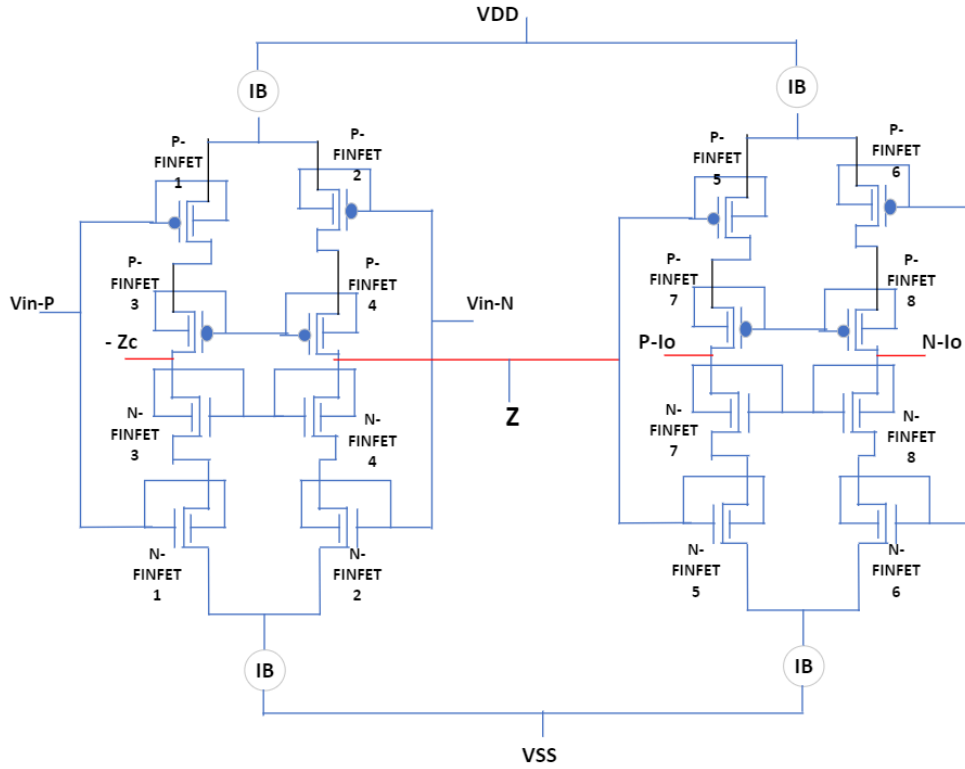 VDD
IB
IB
P-
FINFET
1
P-
FINFET
2
P-
FINFET
5
P-
FINFET
6
P-
FINFET
3
P-
FINFET
4
P-
FINFET
7
P-
FINFET
8
Vin-P
Vin-N
- Zc
P-Io
N-Io
Z
N-
FINFET
3
N-
FINFET
4
N-
FINFET
7
N-
FINFET
8
N-
FINFET
1
N-
FINFET
2
N-
FINFET
5
N-
FINFET
6
IB
IB
VSS